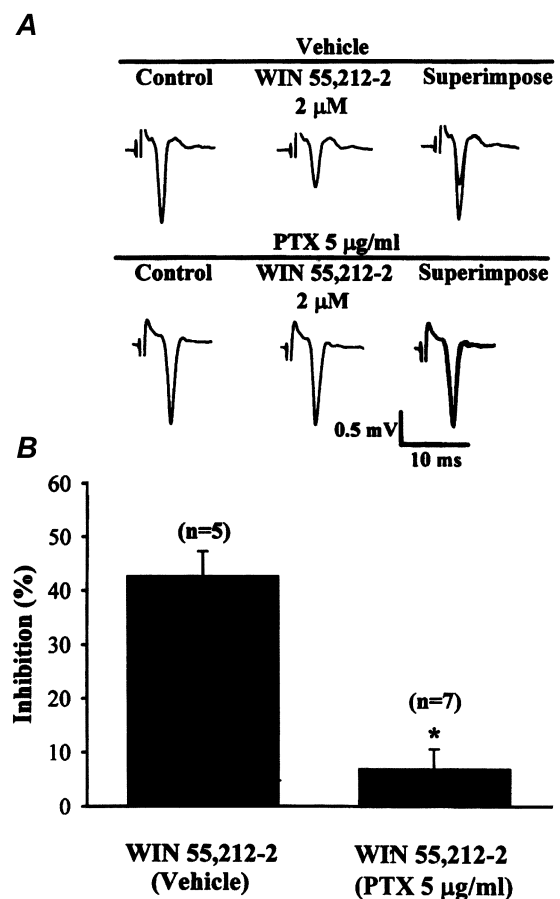 A
Vehicle
Control WIN 55,212-2 Superimpose
2 µM
PTX 5 µg/ml
Control WIN 55,212-2 Superimpose
2 µM
0.5 mV
10 ms
B
60
50
40
30
20
10
0
Inhibition (%)
(n=5)
(n=7)
*
WIN 55,212-2 WIN 55,212-2
(Vehicle) (PTX 5 µg/ml)